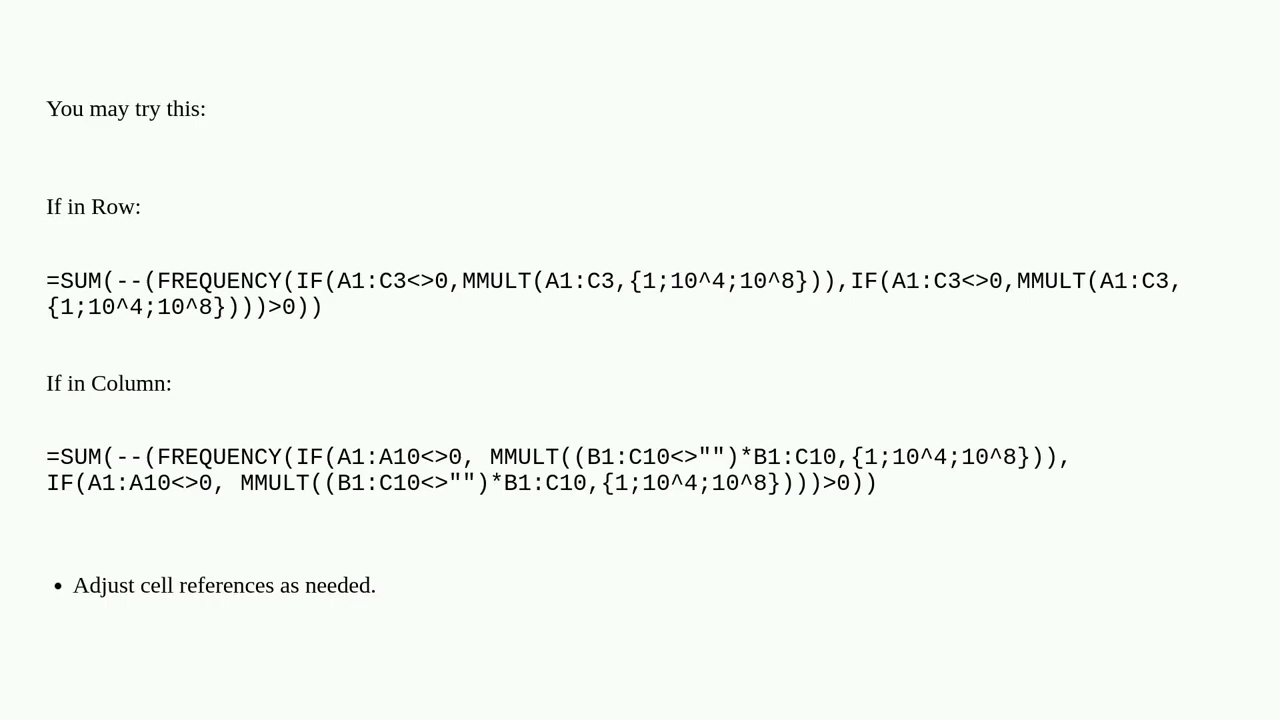 You may try this:
If in Row:
=SUM(--(FREQUENCY(IF(A1:C3<>0,MMULT(A1:C3,{1;10^4;10^8})),IF(A1:C3<>0,MMULT(A1:C3,
{1;10^4;10^8})))>0))
If in Column:
=SUM(--(FREQUENCY(IF(A1:A10<>0, MMULT((B1:C10<>"")*B1:C10,{1;10^4;10^8})),
IF(A1:A10<>0, MMULT((B1:C10<>"")*B1:C10,{1;10^4;10^8})))>0))
• Adjust cell references as needed.